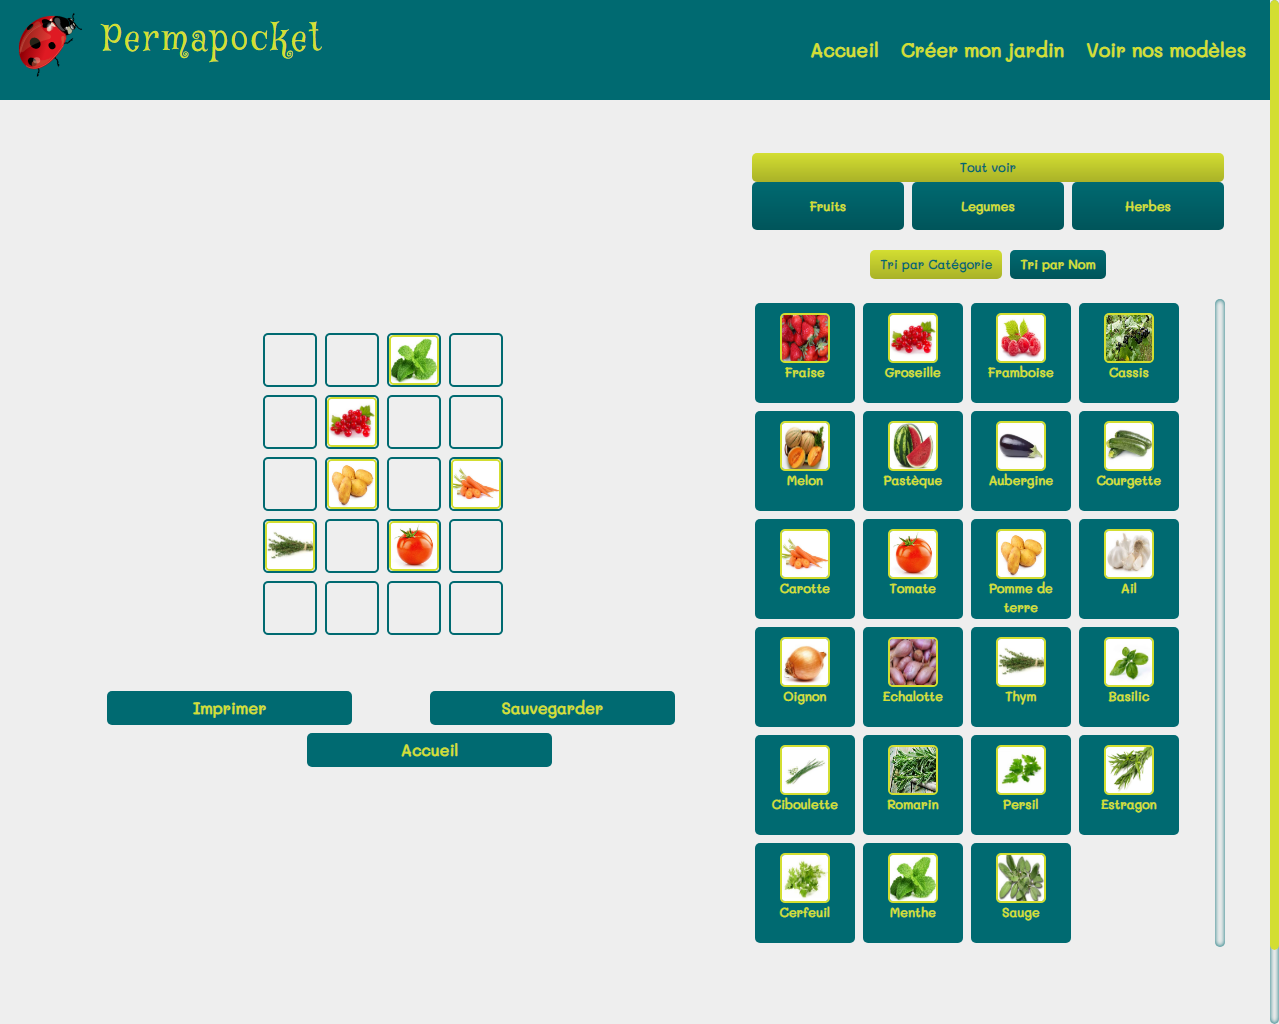 Permapocket
Accueil Créer mon jardin Voir nos modèles
Tout voir
Fruits Legumes Herbes
Tri par Catégorie Tri par Nom
Fraise Groseille Framboise Cassis
Melon Pastèque Aubergine Courgette
Carotte Tomate Pomme de terre Ail
Oignon Echalotte Thym Basilic
Ciboulette Romarin Persil Estragon
Cerfeuil Menthe Sauge
Imprimer Sauvegarder
Accueil